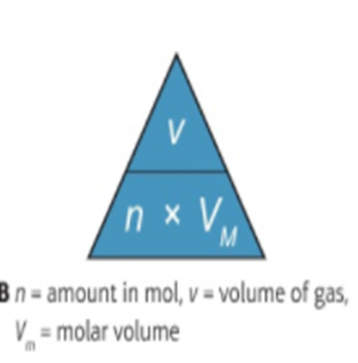 v
n × V_M
B n = amount in mol, v = volume of gas,
V_m = molar volume